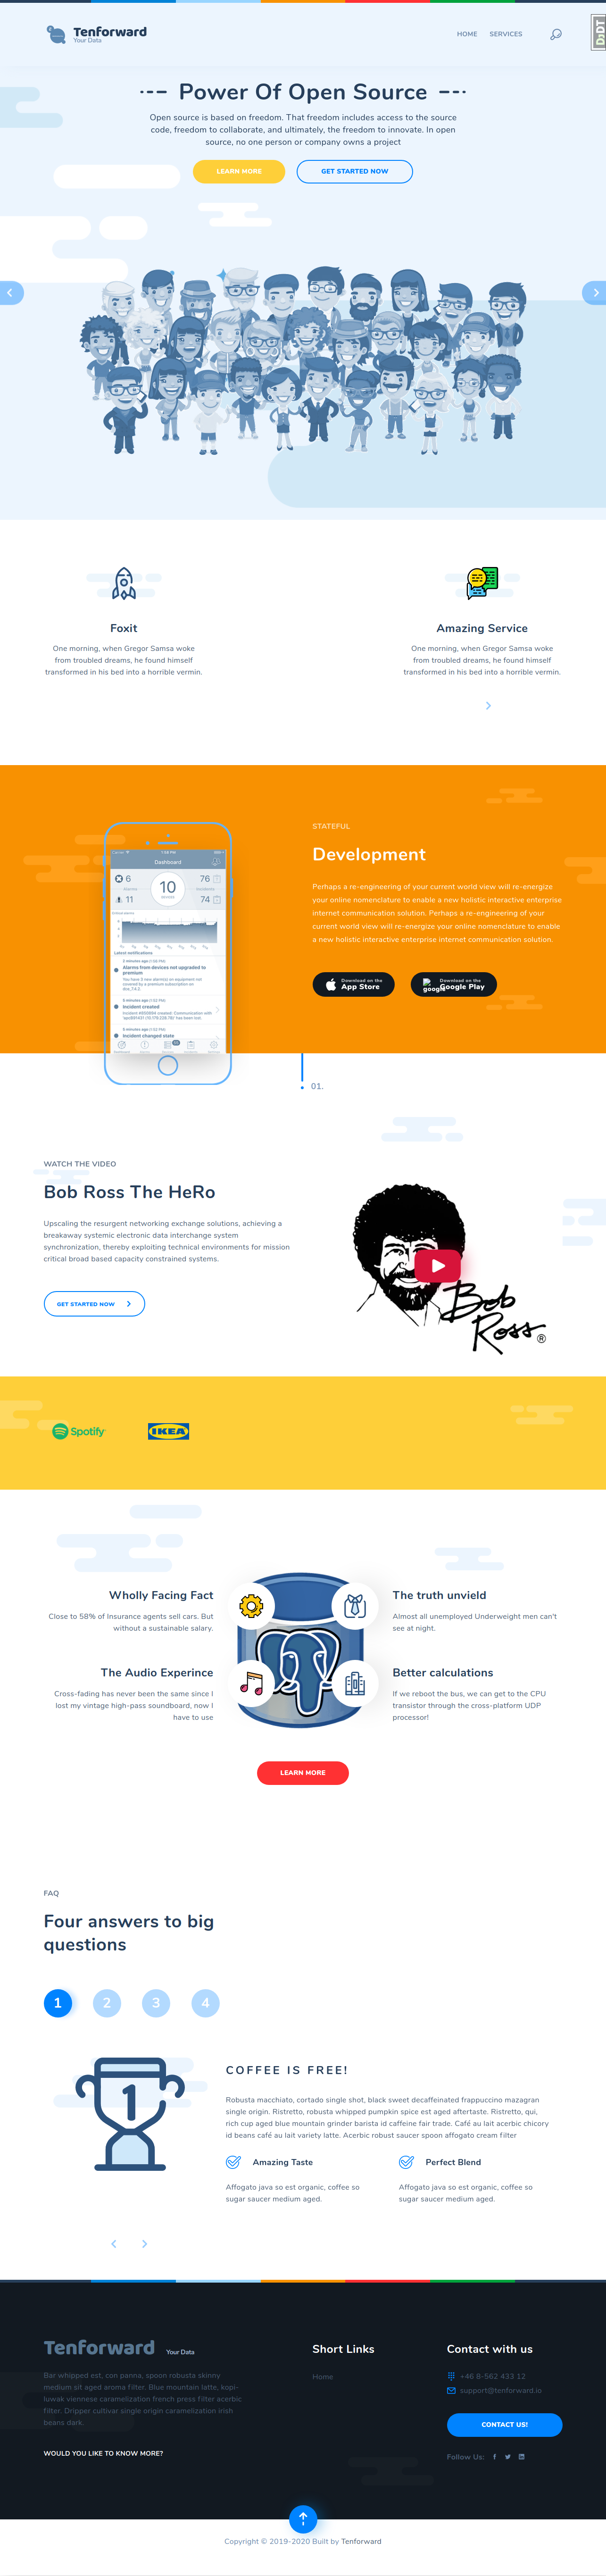 Tenforward
Your Data
HOME SERVICES
DJDT
Power Of Open Source
Open source is based on freedom. That freedom includes access to the source
code, freedom to collaborate, and ultimately, the freedom to innovate. In open
source, no one person or company owns a project
LEARN MORE
GET STARTED NOW
Foxit
One morning, when Gregor Samsa woke
from troubled dreams, he found himself
transformed in his bed into a horrible vermin.
Amazing Service
One morning, when Gregor Samsa woke
from troubled dreams, he found himself
transformed in his bed into a horrible vermin.
Dashboard
6
76
10
11
74
Latest notifications
Alarms from devices not upgraded to
premium
Incident created
Incident changed state
STATEFUL
Development
Perhaps a re-engineering of your current world view will re-energize
your online nomenclature to enable a new holistic interactive enterprise
internet communication solution. Perhaps a re-engineering of your
current world view will re-energize your online nomenclature to enable
a new holistic interactive enterprise internet communication solution.
Download on the
App Store
Download on the
Google Play
01.
WATCH THE VIDEO
Bob Ross The HeRo
Upscaling the resurgent networking exchange solutions, achieving a
breakaway systemic electronic data interchange system
synchronization, thereby exploiting technical environments for mission
critical broad based capacity constrained systems.
GET STARTED NOW
Bob
Ross®
Spotify
IKEA
Wholly Facing Fact
Close to 58% of Insurance agents sell cars. But
without a sustainable salary.
The Audio Experince
Cross-fading has never been the same since I
lost my vintage high-pass soundboard, now I
have to use
The truth unvield
Almost all unemployed Underweight men can't
see at night.
Better calculations
If we reboot the bus, we can get to the CPU
transistor through the cross-platform UDP
processor!
LEARN MORE
FAQ
Four answers to big
questions
1 2 3 4
1
COFFEE IS FREE!
Robusta macchiato, cortado single shot, black sweet decaffeinated frappuccino mazagran
single origin. Ristretto, robusta whipped pumpkin spice est aged aftertaste. Ristretto, qui,
rich cup aged blue mountain grinder barista id caffeine fair trade. Café au lait acerbic chicory
id beans café au lait variety latte. Acerbic robust saucer spoon affogato cream filter
Amazing Taste
Affogato java so est organic, coffee so
sugar saucer medium aged.
Perfect Blend
Affogato java so est organic, coffee so
sugar saucer medium aged.
Tenforward
Your Data
Bar whipped est, con panna, spoon robusta skinny
medium sit aged aroma filter. Blue mountain latte, kopi-
luwak viennese caramelization french press filter acerbic
filter. Dripper cultivar single origin caramelization irish
beans dark.
WOULD YOU LIKE TO KNOW MORE?
Short Links
Home
Contact with us
+46 8-562 433 12
support@tenforward.io
CONTACT US!
Follow Us:
Copyright © 2019-2020 Built by Tenforward